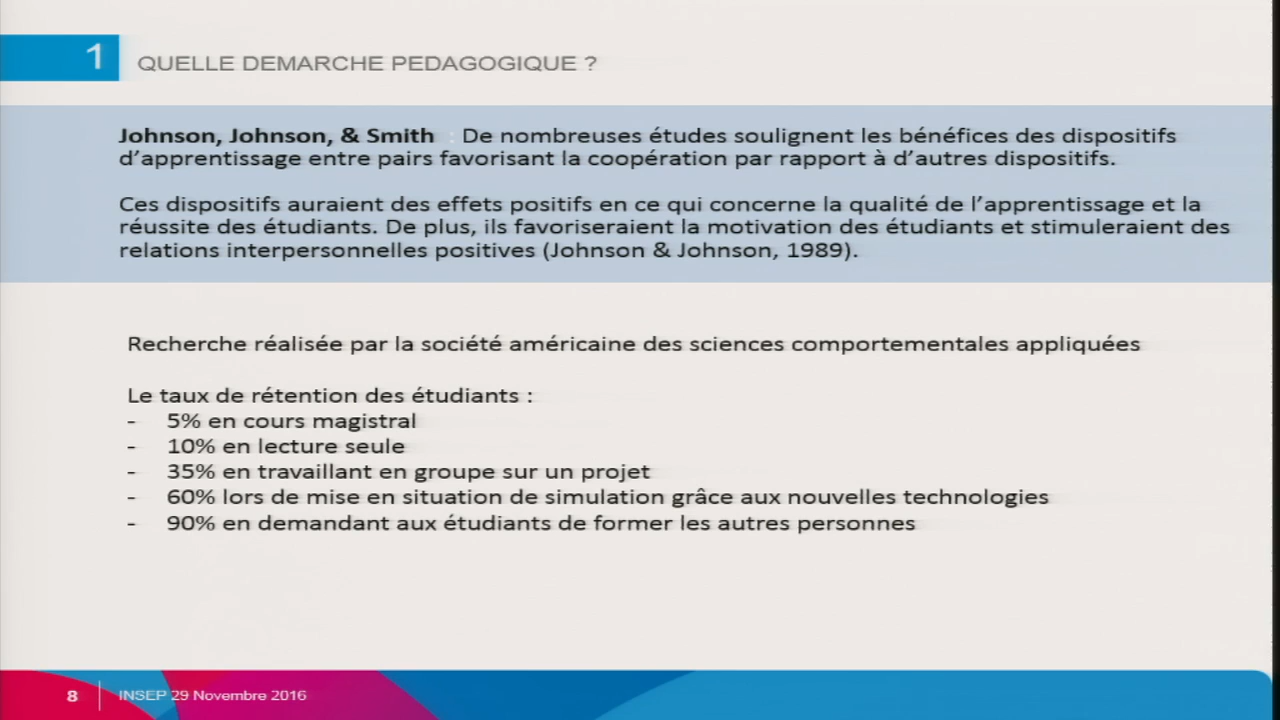 1
QUELLE DEMARCHE PEDAGOGIQUE ?
Johnson, Johnson, & Smith : De nombreuses études soulignent les bénéfices des dispositifs
d'apprentissage entre pairs favorisant la coopération par rapport à d'autres dispositifs.
Ces dispositifs auraient des effets positifs en ce qui concerne la qualité de l'apprentissage et la
réussite des étudiants. De plus, ils favoriseraient la motivation des étudiants et stimuleraient des
relations interpersonnelles positives (Johnson & Johnson, 1989).
Recherche réalisée par la société américaine des sciences comportementales appliquées
Le taux de rétention des étudiants :
- 5% en cours magistral
- 10% en lecture seule
- 35% en travaillant en groupe sur un projet
- 60% lors de mise en situation de simulation grâce aux nouvelles technologies
- 90% en demandant aux étudiants de former les autres personnes
8
INSEP 29 Novembre 2016